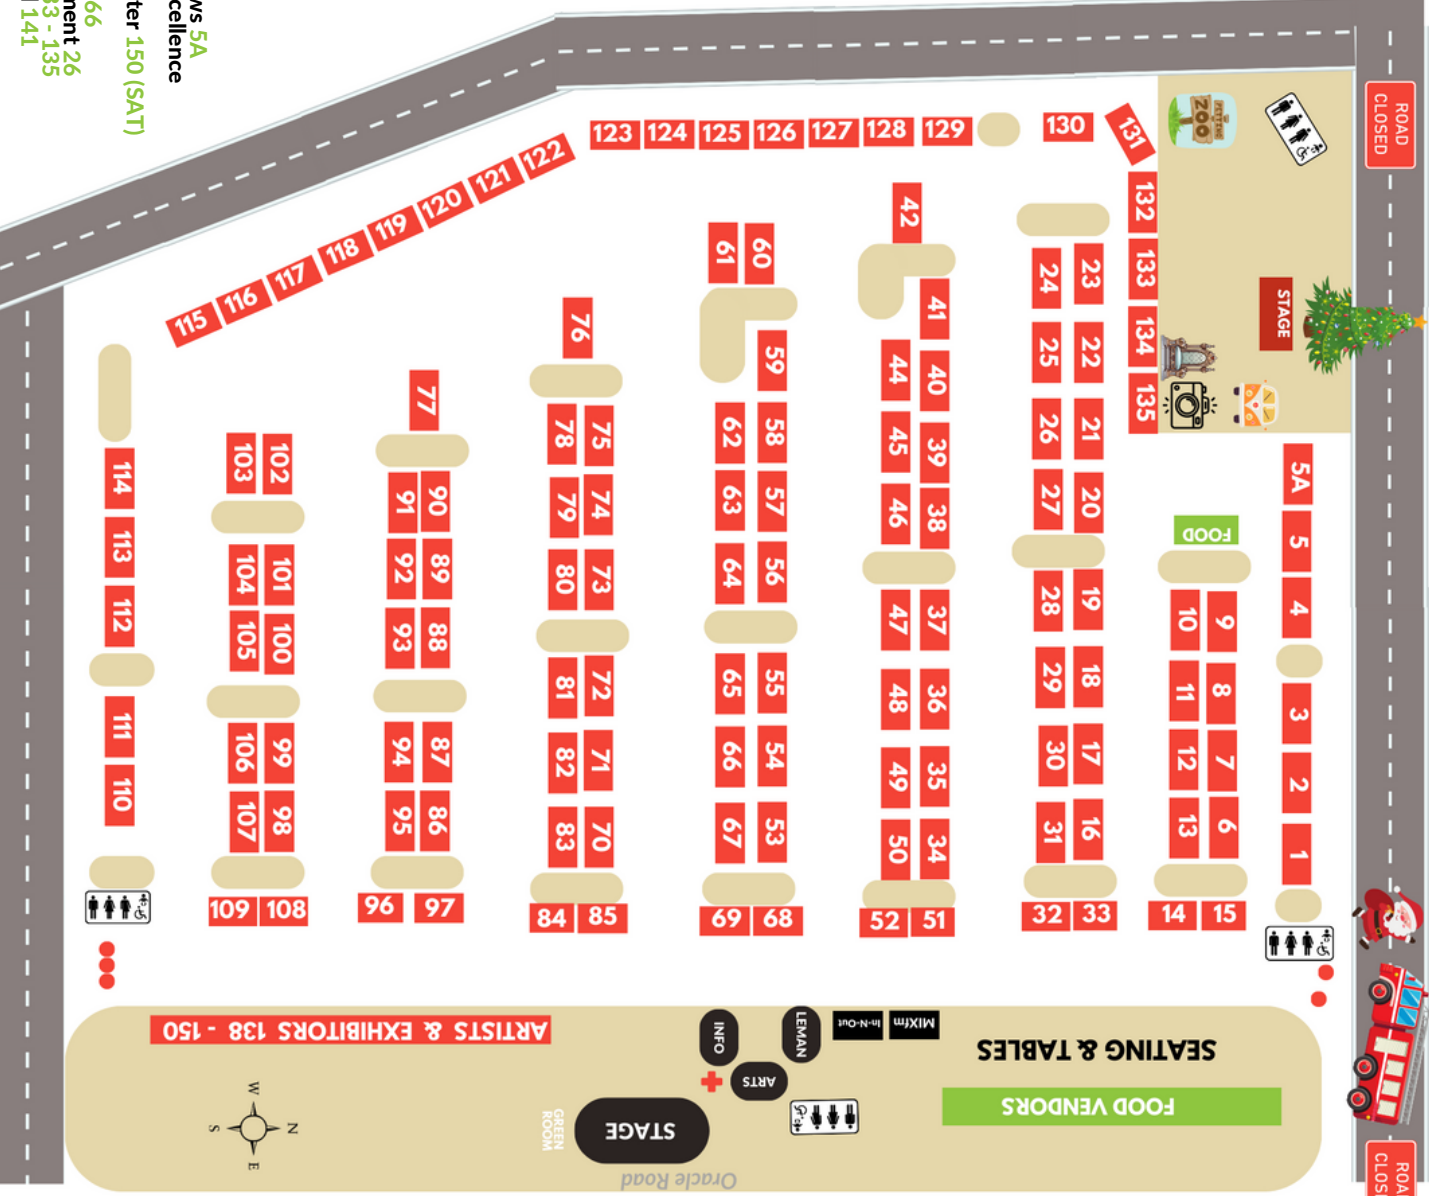 ws 5A
cellence
ter 150 (SAT)
66
ment 26
33 - 135
141
ROAD
CLOSED
PETTING
ZOO
STAGE
123 124 125 126 127 128 129 130 131
122
121
120
119
118
117
116
115
132
133
134
135
42
61 60
24 23
41
76
59
25 22
44 40
77
78 75
62 58
45 39
26 21
103 102
114
5A
91 90
79 74
63 57
46 38
27 20
FOOD
113
5
104 101
92 89
80 73
64 56
112
105 100
93 88
47 37
28 19
10 9
4
111
81 72
65 55
48 36
29 18
11 8
3
106 99
94 87
82 71
66 54
49 35
30 17
12 7
2
110
107 98
95 86
83 70
67 53
50 34
31 16
13 6
1
109 108
96 97
84 85
69 68
52 51
32 33
14 15
ARTISTS & EXHIBITORS 138 - 150
INFO
LEMAN
In-N-Out
MIXfm
ARTS
SEATING & TABLES
FOOD VENDORS
STAGE
GREEN
ROOM
Oracle Road
W
N
S
E
ROA
CLOS